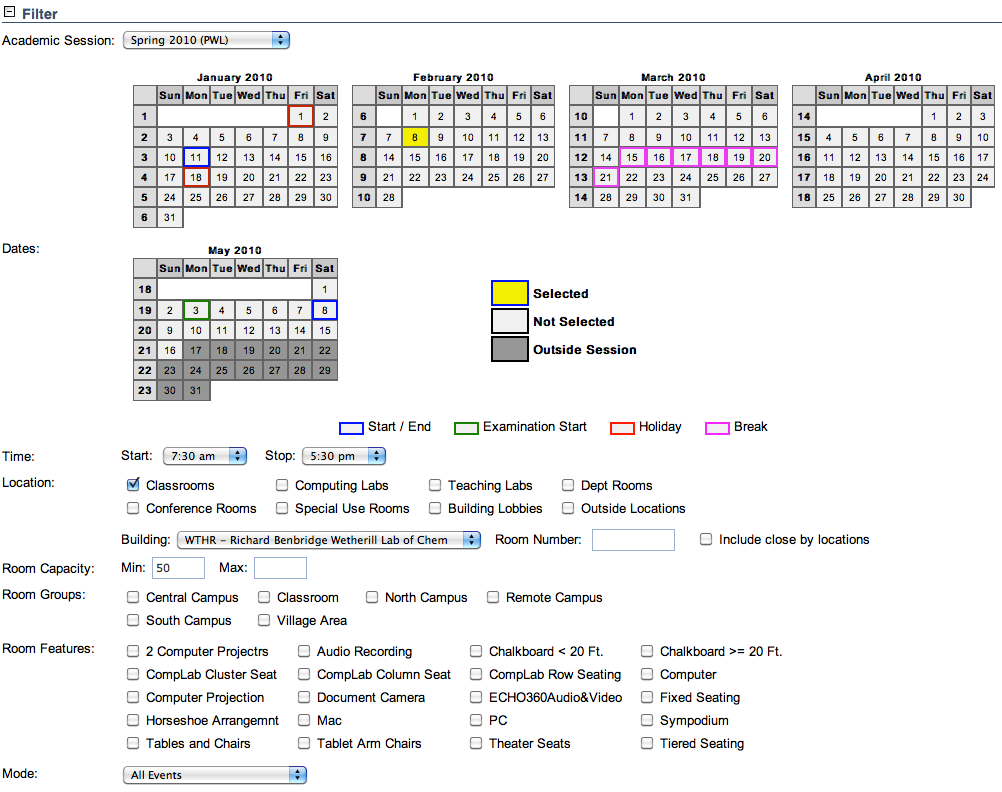 Filter
Academic Session: Spring 2010 (PWL)
January 2010 February 2010 March 2010 April 2010
Sun Mon Tue Wed Thu Fri Sat Sun Mon Tue Wed Thu Fri Sat Sun Mon Tue Wed Thu Fri Sat Sun Mon Tue Wed Thu Fri Sat
1 1 2 6 1 2 3 4 5 6 10 1 2 3 4 5 6 14 1 2 3
2 3 4 5 6 7 8 9 7 7 8 9 10 11 12 13 11 7 8 9 10 11 12 13 15 4 5 6 7 8 9 10
3 10 11 12 13 14 15 16 8 14 15 16 17 18 19 20 12 14 15 16 17 18 19 20 16 11 12 13 14 15 16 17
4 17 18 19 20 21 22 23 9 21 22 23 24 25 26 27 13 21 22 23 24 25 26 27 17 18 19 20 21 22 23 24
5 24 25 26 27 28 29 30 10 28 14 28 29 30 31 18 25 26 27 28 29 30
6 31
Dates:
May 2010
Sun Mon Tue Wed Thu Fri Sat
18 1
19 2 3 4 5 6 7 8
20 9 10 11 12 13 14 15
21 16 17 18 19 20 21 22
22 23 24 25 26 27 28 29
23 30 31
Selected
Not Selected
Outside Session
Start / End Examination Start Holiday Break
Time: Start: 7:30 am Stop: 5:30 pm
Location: Classrooms Computing Labs Teaching Labs Dept Rooms
Conference Rooms Special Use Rooms Building Lobbies Outside Locations
Building: WTHR - Richard Benbridge Wetherill Lab of Chem Room Number: Include close by locations
Room Capacity: Min: 50 Max:
Room Groups: Central Campus Classroom North Campus Remote Campus
South Campus Village Area
Room Features: 2 Computer Projectrs Audio Recording Chalkboard < 20 Ft. Chalkboard >= 20 Ft.
CompLab Cluster Seat CompLab Column Seat CompLab Row Seating Computer
Computer Projection Document Camera ECHO360Audio&Video Fixed Seating
Horseshoe Arrangemnt Mac PC Sympodium
Tables and Chairs Tablet Arm Chairs Theater Seats Tiered Seating
Mode: All Events